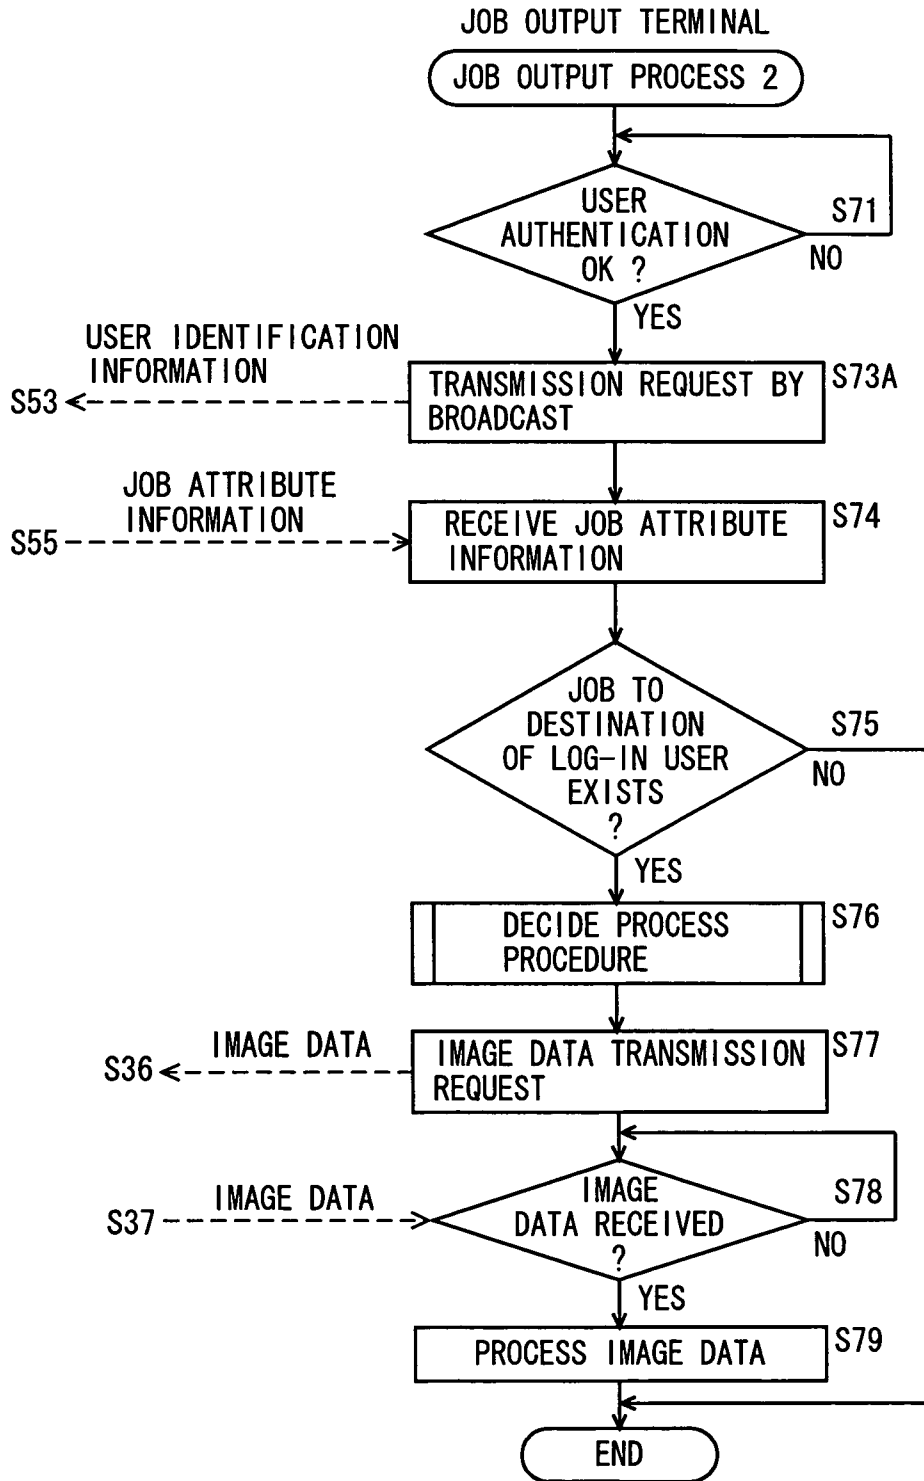 JOB OUTPUT TERMINAL
JOB OUTPUT PROCESS 2
USER
AUTHENTICATION
OK ?
S71
NO
YES
USER IDENTIFICATION
INFORMATION
S53
TRANSMISSION REQUEST BY
BROADCAST
S73A
JOB ATTRIBUTE
INFORMATION
S55
RECEIVE JOB ATTRIBUTE
INFORMATION
S74
JOB TO
DESTINATION
OF LOG-IN USER
EXISTS
?
S75
NO
YES
DECIDE PROCESS
PROCEDURE
S76
IMAGE DATA
S36
IMAGE DATA TRANSMISSION
REQUEST
S77
IMAGE DATA
S37
IMAGE
DATA RECEIVED
?
S78
NO
YES
PROCESS IMAGE DATA
S79
END